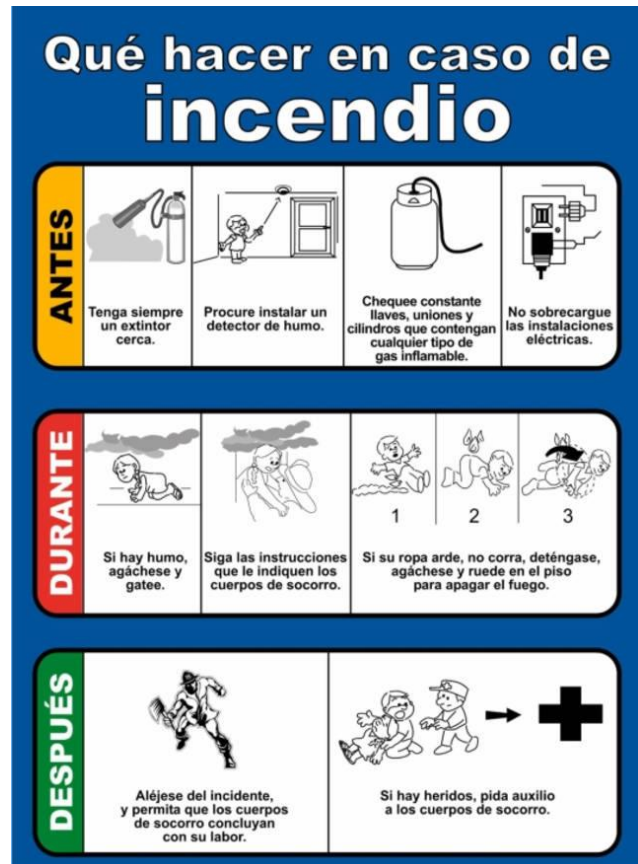 Qué hacer en caso de
incendio
ANTES
Tenga siempre
un extintor
cerca.
Procure instalar un
detector de humo.
Chequee constante
llaves, uniones y
cilindros que contengan
cualquier tipo de
gas inflamable.
No sobrecargue
las instalaciones
eléctricas.
DURANTE
Si hay humo,
agáchese y
gatee.
Siga las instrucciones
que le indiquen los
cuerpos de socorro.
1
2
3
Si su ropa arde, no corra, deténgase,
agáchese y ruede en el piso
para apagar el fuego.
DESPUÉS
Aléjese del incidente,
y permita que los cuerpos
de socorro concluyan
con su labor.
Si hay heridos, pida auxilio
a los cuerpos de socorro.